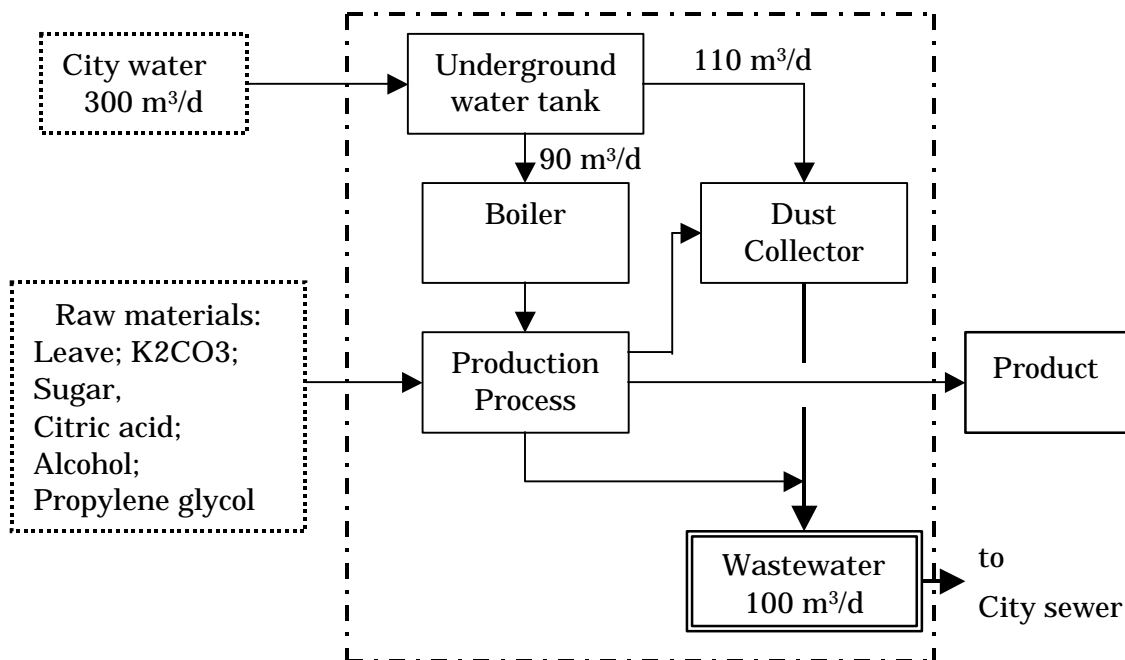 City water
300 m³/d
Underground
water tank
110 m³/d
90 m³/d
Boiler
Dust
Collector
Raw materials:
Leave; K2CO3;
Sugar,
Citric acid;
Alcohol;
Propylene glycol
Production
Process
Product
Wastewater
100 m³/d
to
City sewer